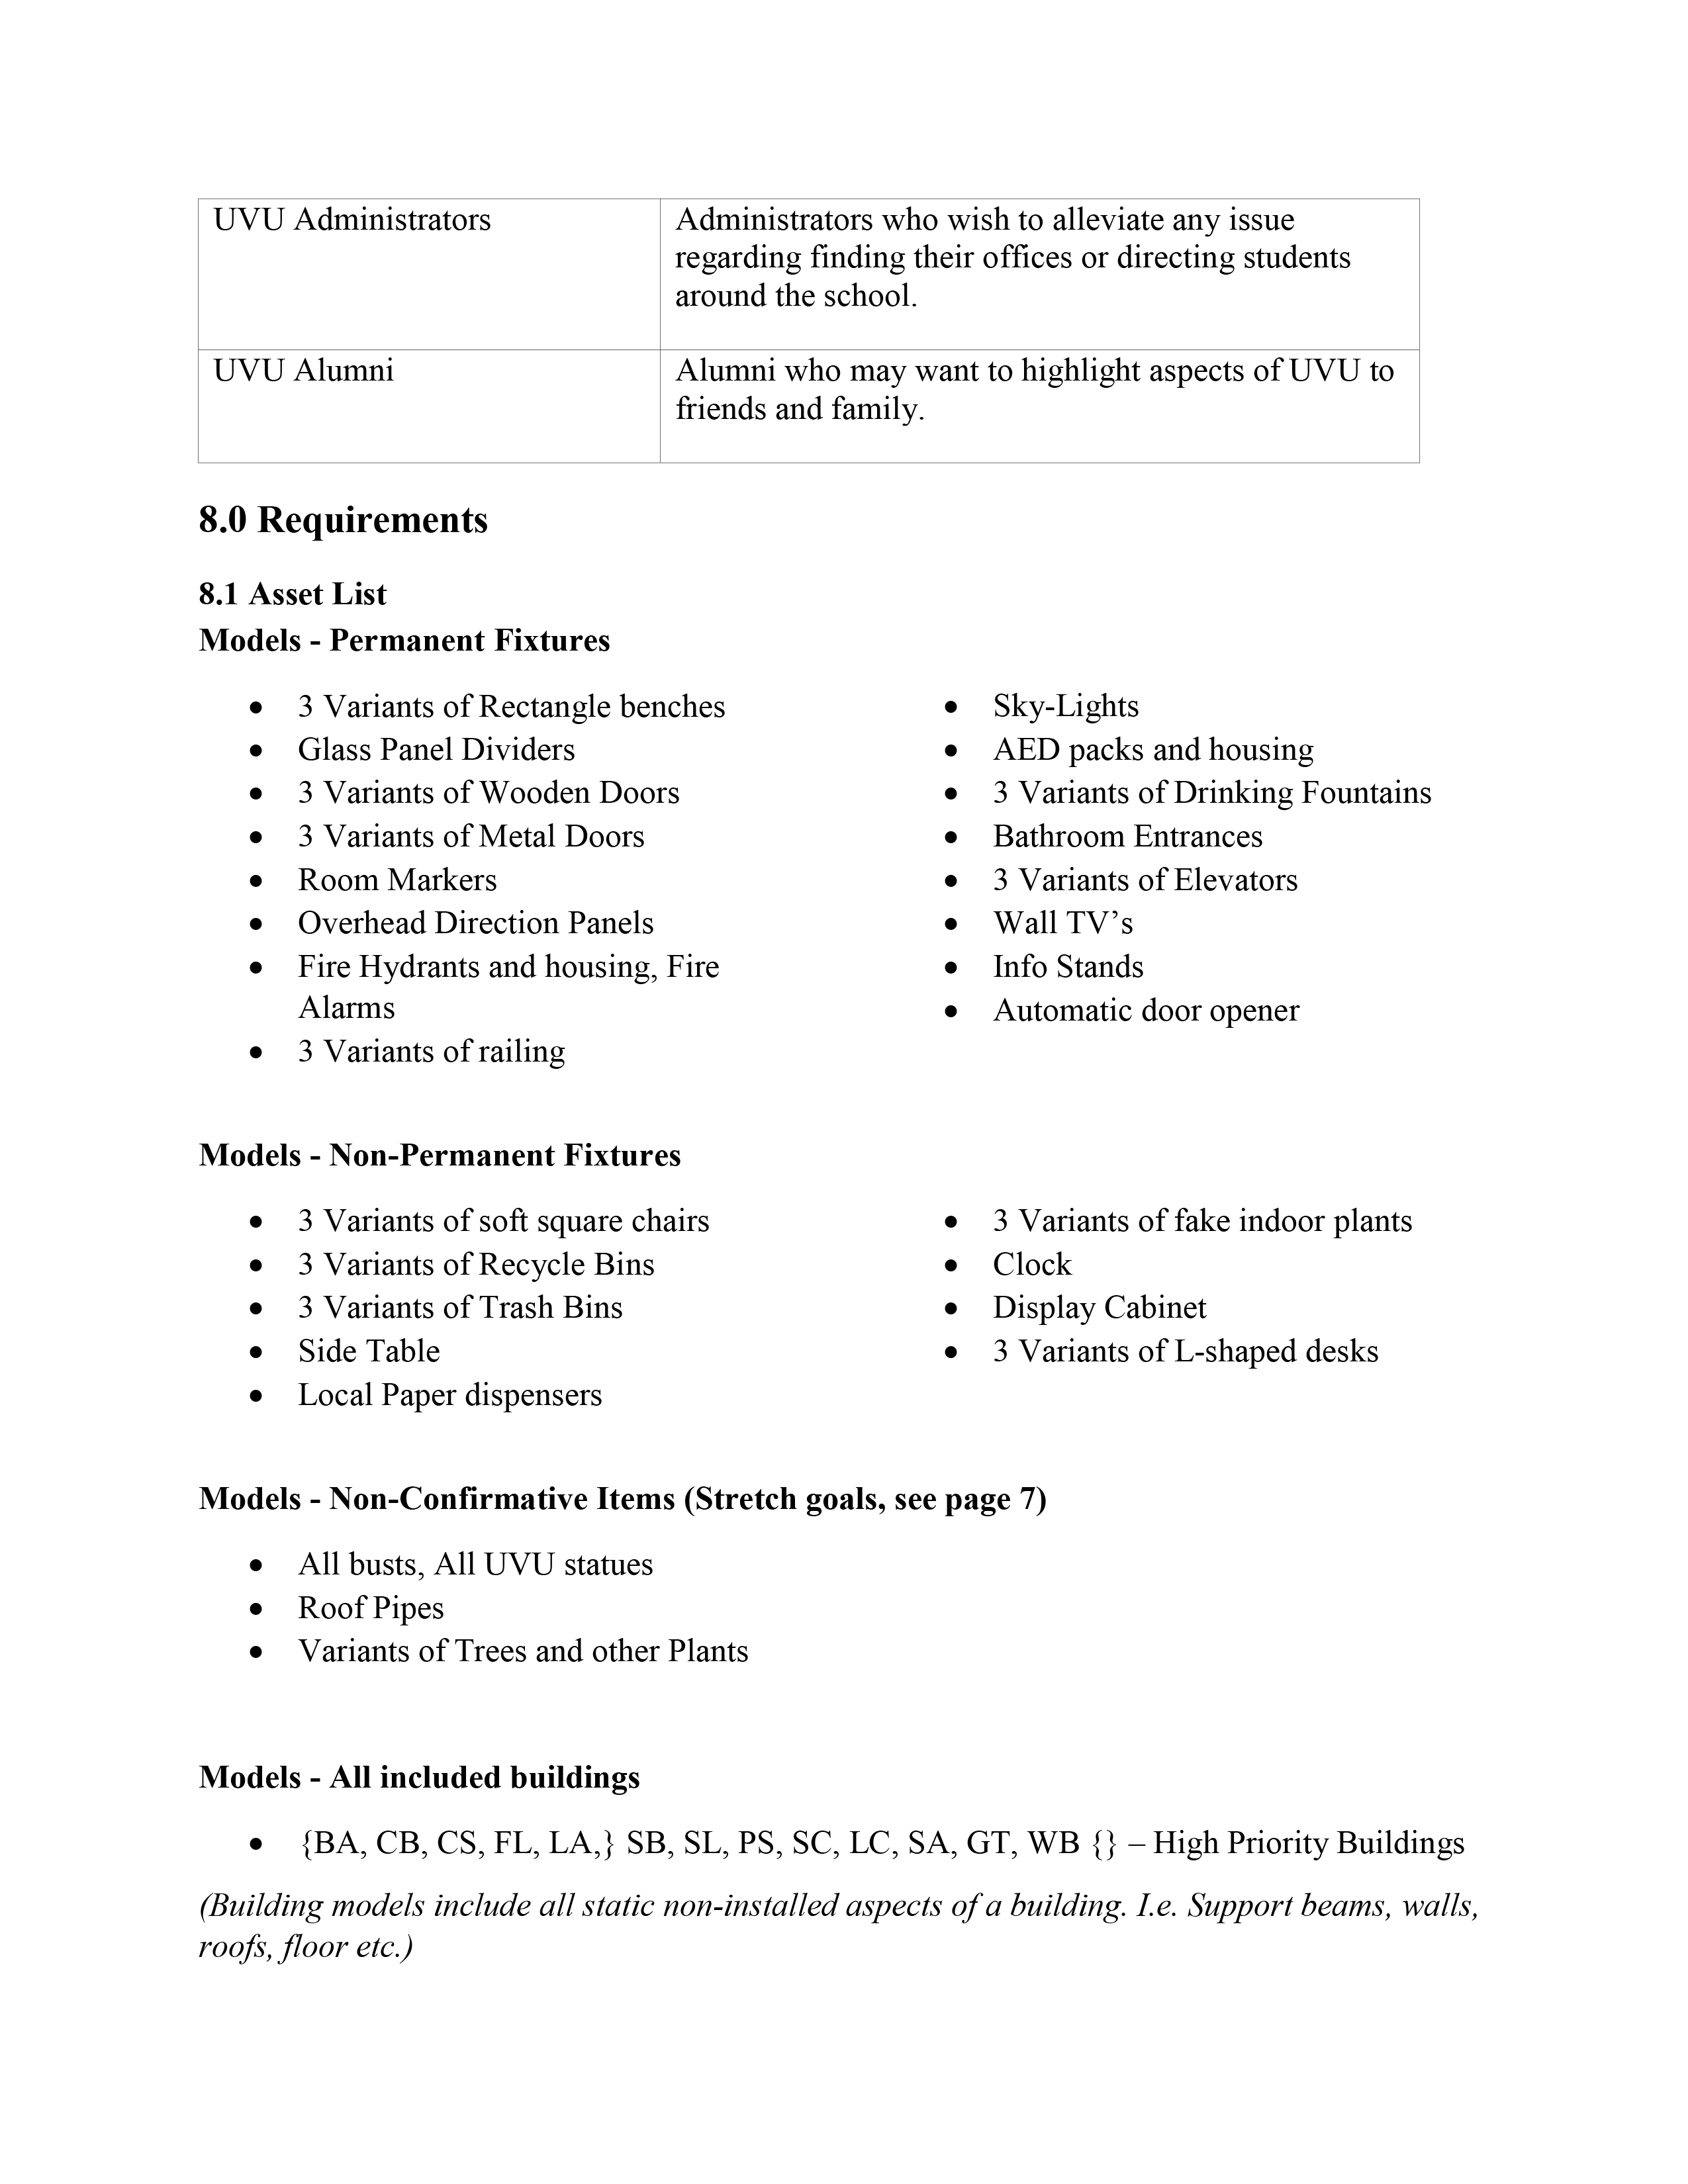 UVU Administrators
Administrators who wish to alleviate any issue
regarding finding their offices or directing students
around the school.
UVU Alumni
Alumni who may want to highlight aspects of UVU to
friends and family.
8.0 Requirements
8.1 Asset List
Models - Permanent Fixtures
• 3 Variants of Rectangle benches
• Glass Panel Dividers
• 3 Variants of Wooden Doors
• 3 Variants of Metal Doors
• Room Markers
• Overhead Direction Panels
• Fire Hydrants and housing, Fire
Alarms
• 3 Variants of railing
• Sky-Lights
• AED packs and housing
• 3 Variants of Drinking Fountains
• Bathroom Entrances
• 3 Variants of Elevators
• Wall TV’s
• Info Stands
• Automatic door opener
Models - Non-Permanent Fixtures
• 3 Variants of soft square chairs
• 3 Variants of Recycle Bins
• 3 Variants of Trash Bins
• Side Table
• Local Paper dispensers
• 3 Variants of fake indoor plants
• Clock
• Display Cabinet
• 3 Variants of L-shaped desks
Models - Non-Confirmative Items (Stretch goals, see page 7)
• All busts, All UVU statues
• Roof Pipes
• Variants of Trees and other Plants
Models - All included buildings
• {BA, CB, CS, FL, LA,} SB, SL, PS, SC, LC, SA, GT, WB {} – High Priority Buildings
(Building models include all static non-installed aspects of a building. I.e. Support beams, walls,
roofs, floor etc.)